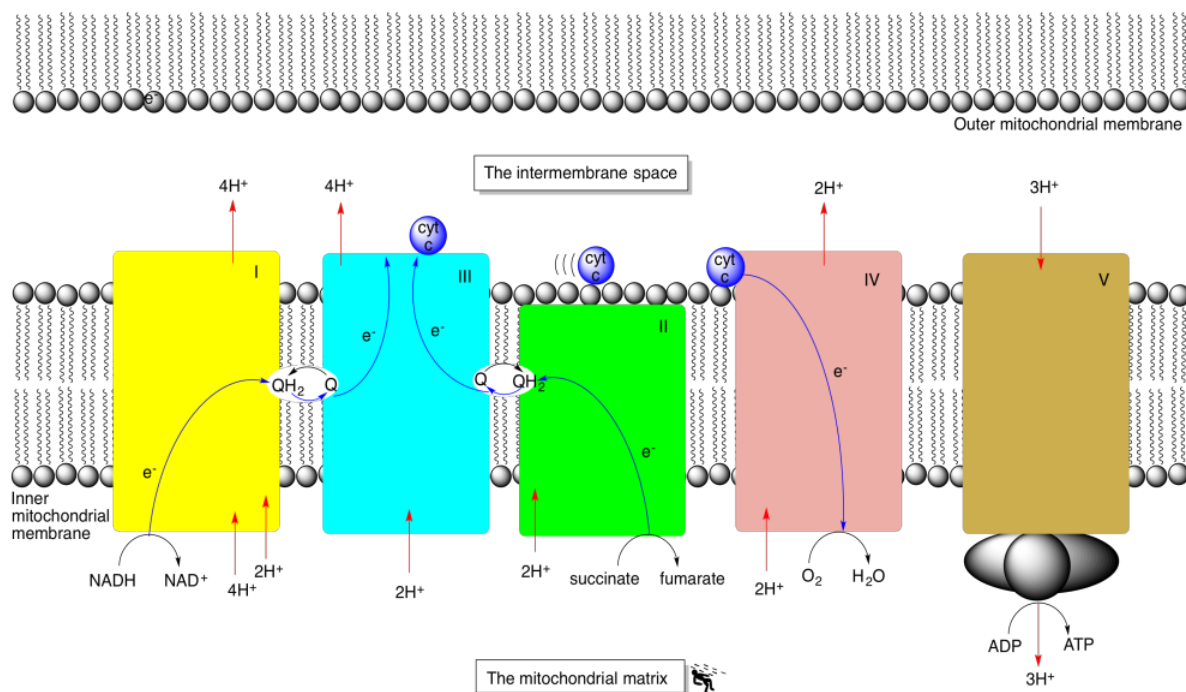 e⁻
Outer mitochondrial membrane
The intermembrane space
4H⁺
4H⁺
2H⁺
3H⁺
cyt
c
cyt
c
cyt
c
I
III
II
IV
V
e⁻
e⁻
e⁻
QH₂
Q
Q
QH₂
e⁻
e⁻
Inner
mitochondrial
membrane
NADH
NAD⁺
4H⁺
2H⁺
2H⁺
2H⁺
succinate
fumarate
2H⁺
O₂
H₂O
ADP
ATP
3H⁺
The mitochondrial matrix